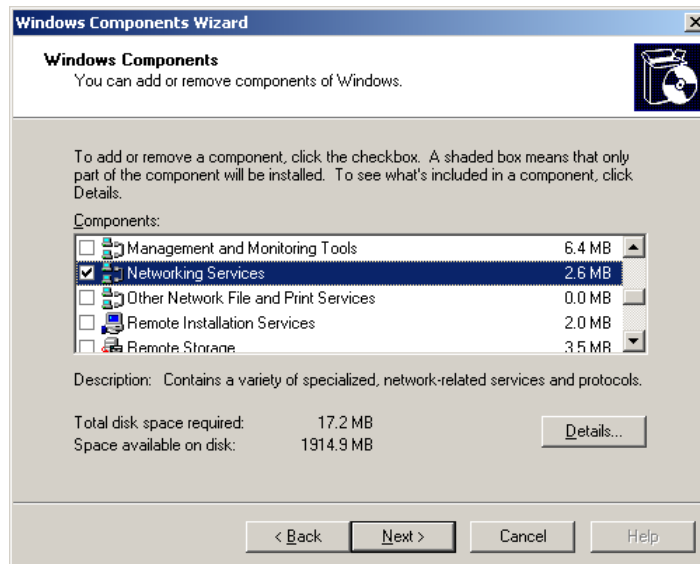 Windows Components Wizard
Windows Components
You can add or remove components of Windows.
To add or remove a component, click the checkbox. A shaded box means that only
part of the component will be installed. To see what's included in a component, click
Details.
Components:
Management and Monitoring Tools 6.4 MB
Networking Services 2.6 MB
Other Network File and Print Services 0.0 MB
Remote Installation Services 2.0 MB
Remote Storage 3.5 MB
Description: Contains a variety of specialized, network-related services and protocols.
Total disk space required: 17.2 MB
Space available on disk: 1914.9 MB
Details...
< Back Next > Cancel Help